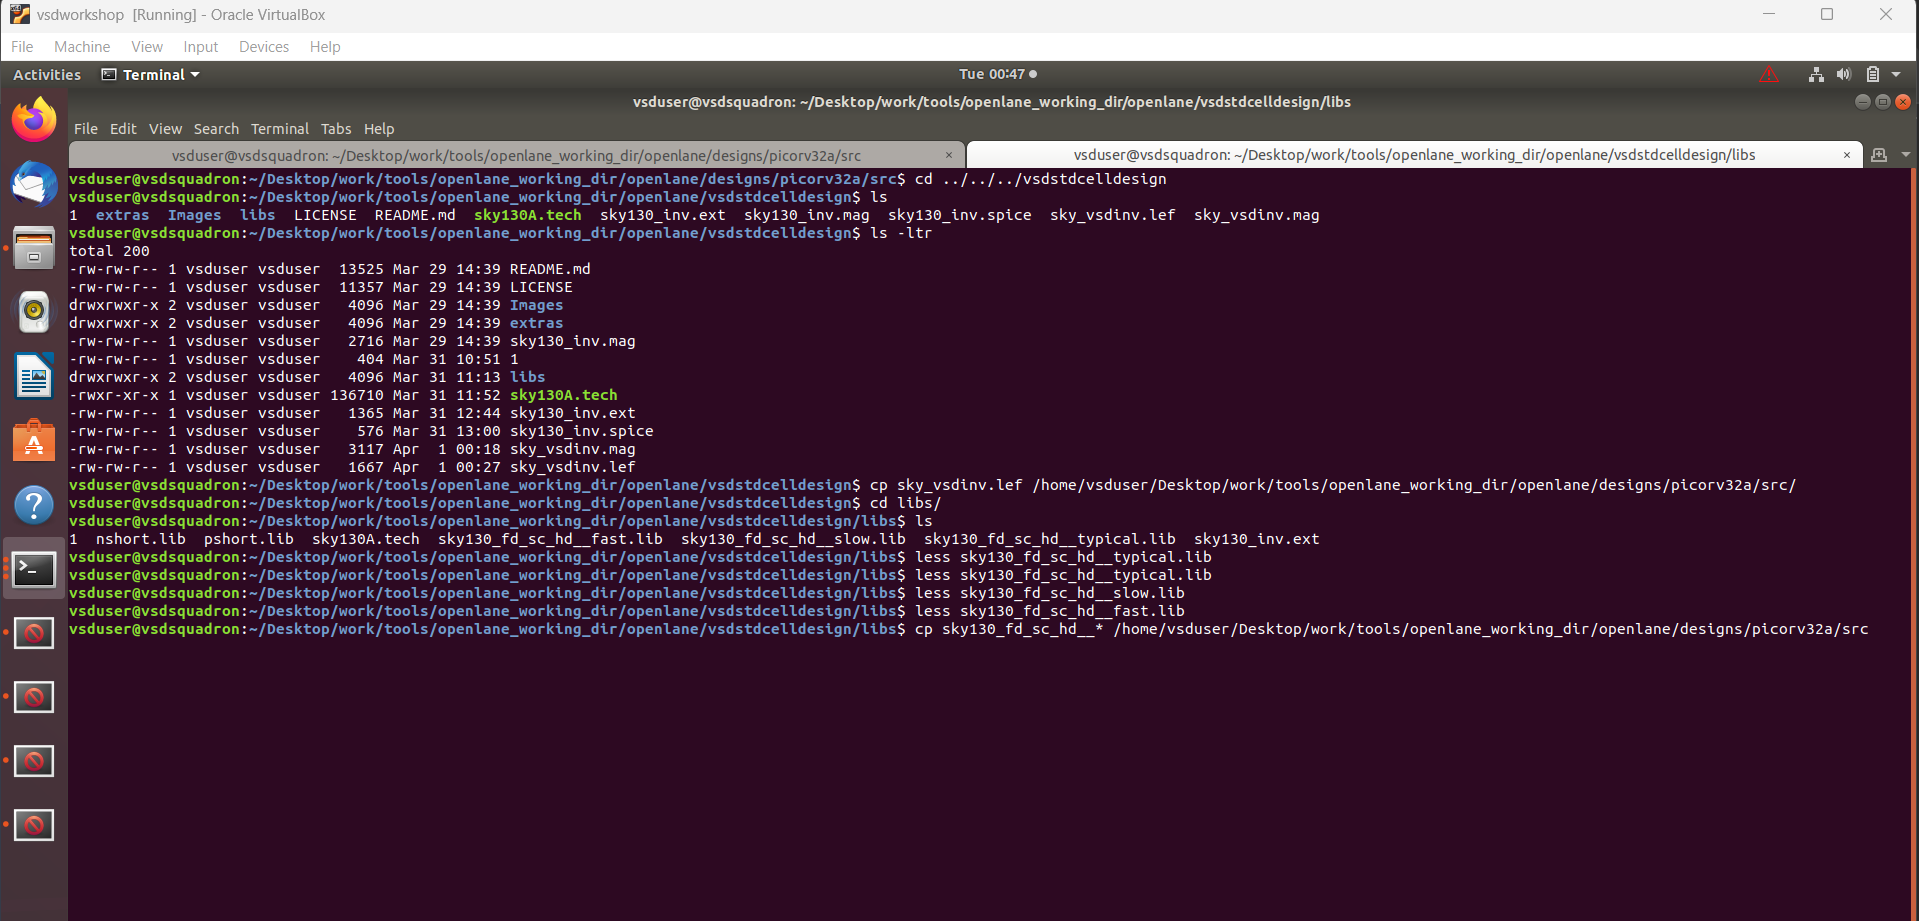 vsdworkshop [Running] - Oracle VirtualBox
File Machine View Input Devices Help
Activities Terminal Tue 00:47
vsduser@vsdsquadron: ~/Desktop/work/tools/openlane_working_dir/openlane/vsdstdcelldesign/libs
File Edit View Search Terminal Tabs Help
vsduser@vsdsquadron: ~/Desktop/work/tools/openlane_working_dir/openlane/designs/picorv32a/src × vsduser@vsdsquadron: ~/Desktop/work/tools/openlane_working_dir/openlane/vsdstdcelldesign/libs ×
vsduser@vsdsquadron:~/Desktop/work/tools/openlane_working_dir/openlane/designs/picorv32a/src$ cd ../../../vsdstdcelldesign
vsduser@vsdsquadron:~/Desktop/work/tools/openlane_working_dir/openlane/vsdstdcelldesign$ ls
1  extras  Images  libs  LICENSE  README.md  sky130A.tech  sky130_inv.ext  sky130_inv.mag  sky130_inv.spice  sky_vsdinv.lef  sky_vsdinv.mag
vsduser@vsdsquadron:~/Desktop/work/tools/openlane_working_dir/openlane/vsdstdcelldesign$ ls -ltr
total 200
-rw-rw-r-- 1 vsduser vsduser  13525 Mar 29 14:39 README.md
-rw-rw-r-- 1 vsduser vsduser  11357 Mar 29 14:39 LICENSE
drwxrwxr-x 2 vsduser vsduser   4096 Mar 29 14:39 Images
drwxrwxr-x 2 vsduser vsduser   4096 Mar 29 14:39 extras
-rw-rw-r-- 1 vsduser vsduser   2716 Mar 29 14:39 sky130_inv.mag
-rw-rw-r-- 1 vsduser vsduser    404 Mar 31 10:51 1
drwxrwxr-x 2 vsduser vsduser   4096 Mar 31 11:13 libs
-rwxr-xr-x 1 vsduser vsduser 136710 Mar 31 11:52 sky130A.tech
-rw-rw-r-- 1 vsduser vsduser   1365 Mar 31 12:44 sky130_inv.ext
-rw-rw-r-- 1 vsduser vsduser    576 Mar 31 13:00 sky130_inv.spice
-rw-rw-r-- 1 vsduser vsduser   3117 Apr  1 00:18 sky_vsdinv.mag
-rw-rw-r-- 1 vsduser vsduser   1667 Apr  1 00:27 sky_vsdinv.lef
vsduser@vsdsquadron:~/Desktop/work/tools/openlane_working_dir/openlane/vsdstdcelldesign$ cp sky_vsdinv.lef /home/vsduser/Desktop/work/tools/openlane_working_dir/openlane/designs/picorv32a/src/
vsduser@vsdsquadron:~/Desktop/work/tools/openlane_working_dir/openlane/vsdstdcelldesign$ cd libs/
vsduser@vsdsquadron:~/Desktop/work/tools/openlane_working_dir/openlane/vsdstdcelldesign/libs$ ls
1  nshort.lib  pshort.lib  sky130A.tech  sky130_fd_sc_hd__fast.lib  sky130_fd_sc_hd__slow.lib  sky130_fd_sc_hd__typical.lib  sky130_inv.ext
vsduser@vsdsquadron:~/Desktop/work/tools/openlane_working_dir/openlane/vsdstdcelldesign/libs$ less sky130_fd_sc_hd__typical.lib
vsduser@vsdsquadron:~/Desktop/work/tools/openlane_working_dir/openlane/vsdstdcelldesign/libs$ less sky130_fd_sc_hd__typical.lib
vsduser@vsdsquadron:~/Desktop/work/tools/openlane_working_dir/openlane/vsdstdcelldesign/libs$ less sky130_fd_sc_hd__slow.lib
vsduser@vsdsquadron:~/Desktop/work/tools/openlane_working_dir/openlane/vsdstdcelldesign/libs$ less sky130_fd_sc_hd__fast.lib
vsduser@vsdsquadron:~/Desktop/work/tools/openlane_working_dir/openlane/vsdstdcelldesign/libs$ cp sky130_fd_sc_hd__* /home/vsduser/Desktop/work/tools/openlane_working_dir/openlane/designs/picorv32a/src